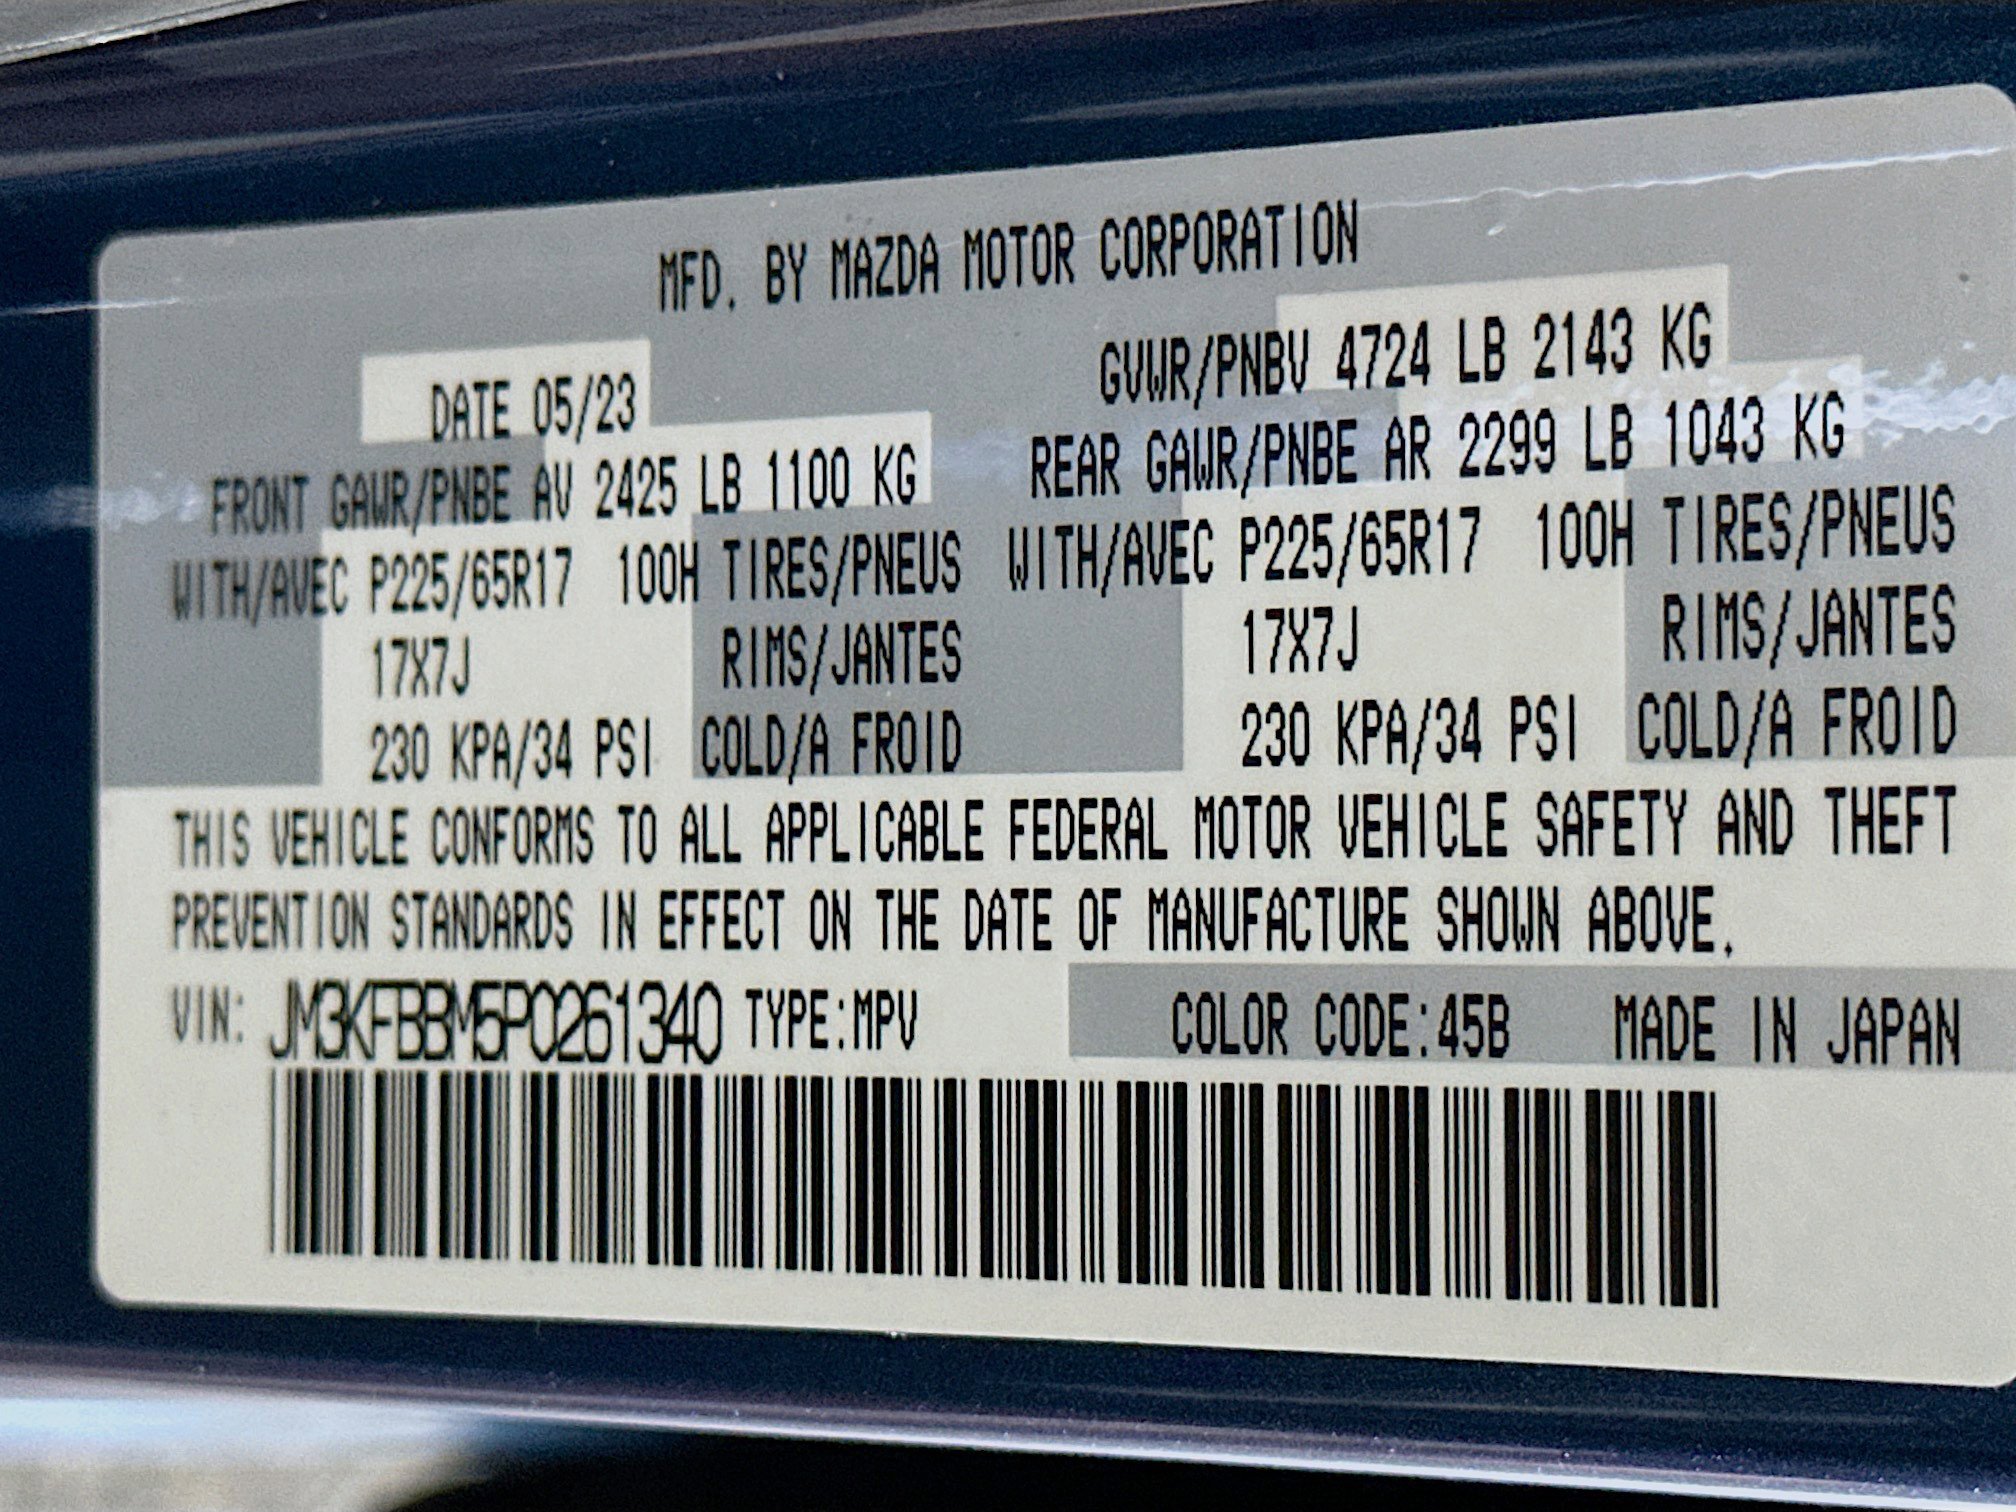 MFD. BY MAZDA MOTOR CORPORATION
DATE 05/23 GVWR/PNBV 4724 LB 2143 KG
FRONT GAWR/PNBE AV 2425 LB 1100 KG REAR GAWR/PNBE AR 2299 LB 1043 KG
WITH/AVEC P225/65R17 100H TIRES/PNEUS WITH/AVEC P225/65R17 100H TIRES/PNEUS
17X7J RIMS/JANTES 17X7J RIMS/JANTES
230 KPA/34 PSI COLD/A FROID 230 KPA/34 PSI COLD/A FROID
THIS VEHICLE CONFORMS TO ALL APPLICABLE FEDERAL MOTOR VEHICLE SAFETY AND THEFT
PREVENTION STANDARDS IN EFFECT ON THE DATE OF MANUFACTURE SHOWN ABOVE.
VIN: JM3KFBBM5P0261340 TYPE:MPV COLOR CODE:45B MADE IN JAPAN